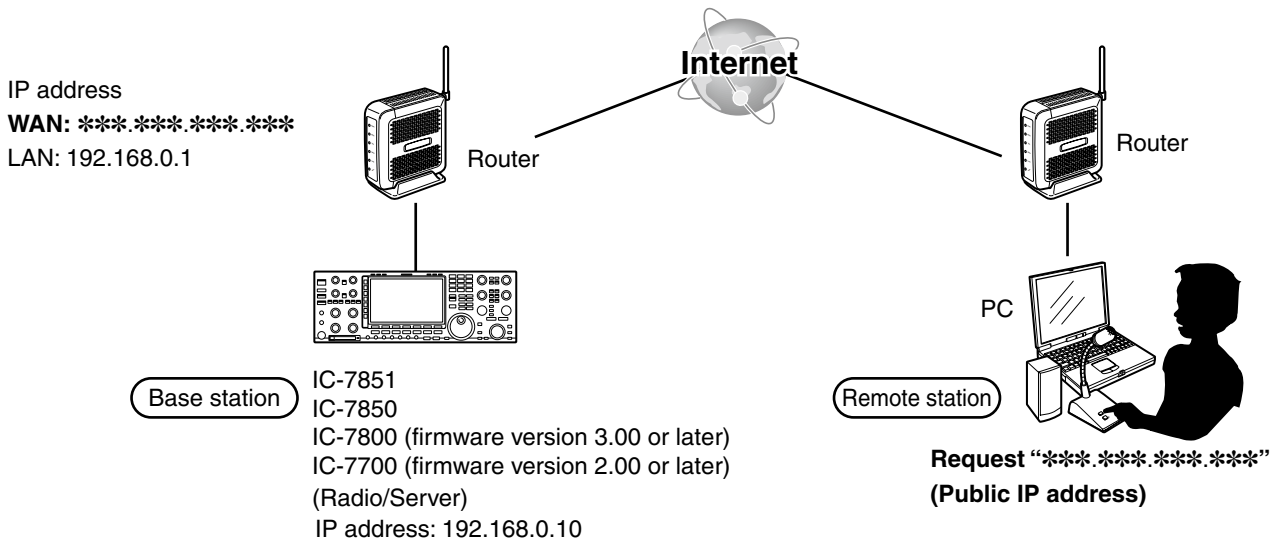 Internet
IP address
WAN: ✽✽✽.✽✽✽.✽✽✽.✽✽✽
LAN: 192.168.0.1
Router
Router
PC
Base station
IC-7851
IC-7850
IC-7800 (firmware version 3.00 or later)
IC-7700 (firmware version 2.00 or later)
(Radio/Server)
IP address: 192.168.0.10
Remote station
Request “✽✽✽.✽✽✽.✽✽✽.✽✽✽”
(Public IP address)